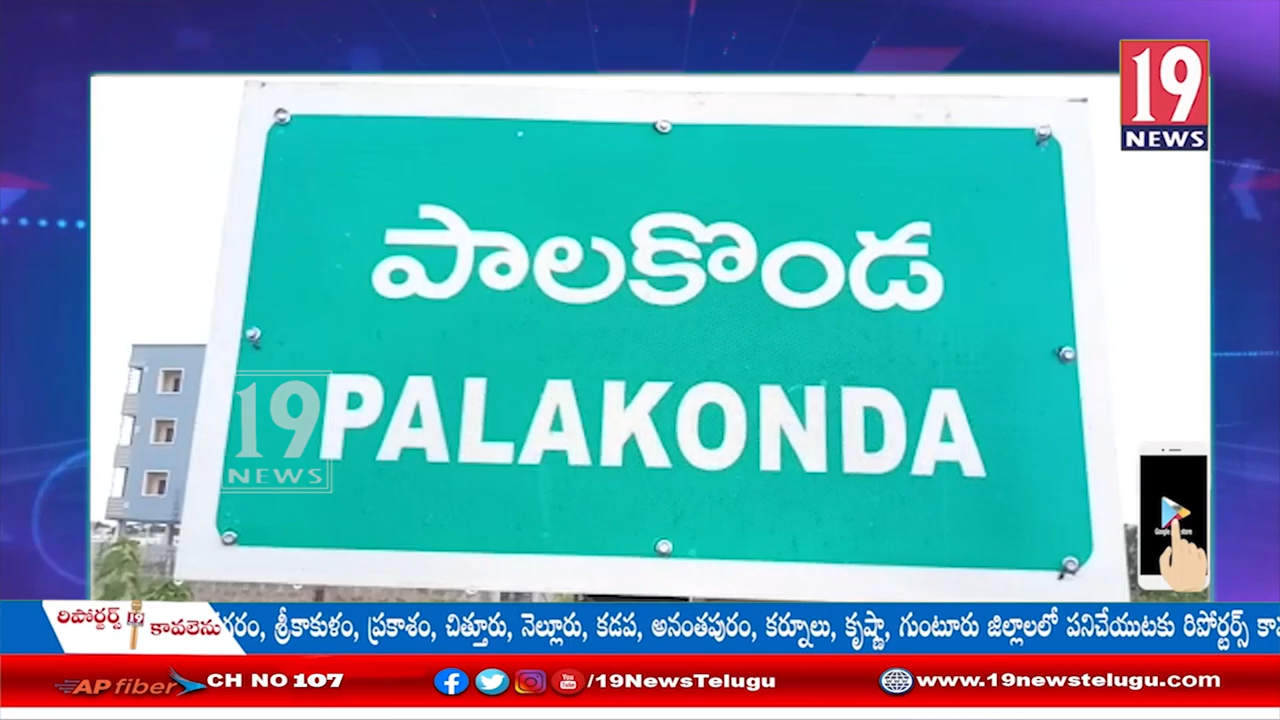 19
NEWS
పాలకొండ
PALAKONDA
19
NEWS
రిపోర్టర్స్ 19 కావలెను
గరం, శ్రీకాకుళం, ప్రకాశం, చిత్తూరు, నెల్లూరు, కడప, అనంతపురం, కర్నూలు, కృష్ణా, గుంటూరు జిల్లాలలో పనిచేయుటకు రిపోర్టర్స్
AP fiber CH NO 107 /19NewsTelugu www.19newstelugu.com